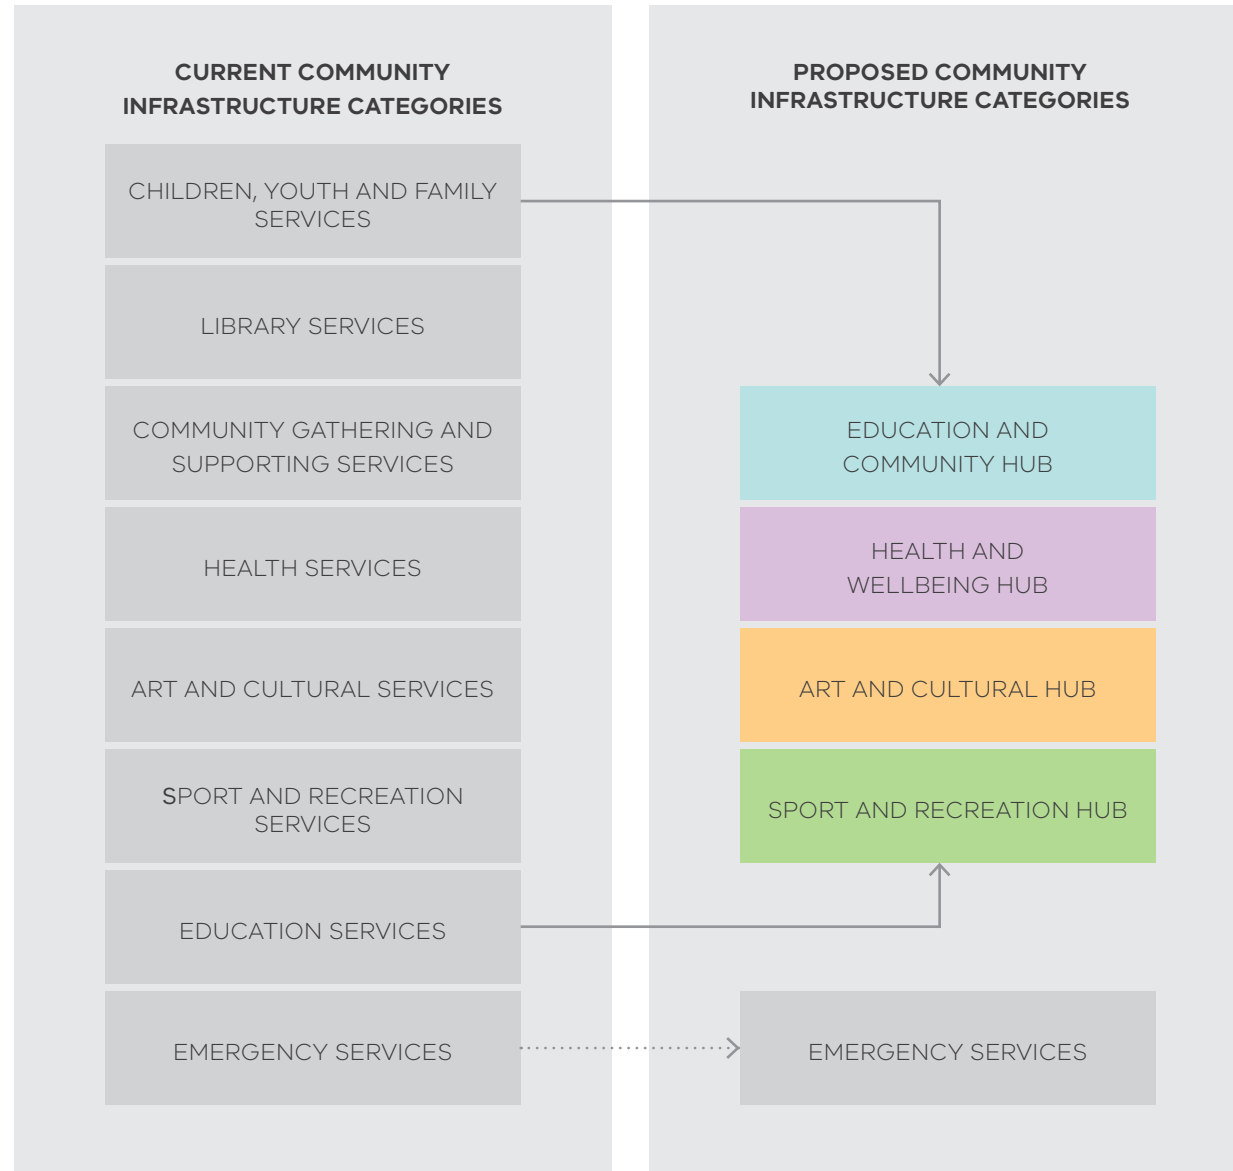 CURRENT COMMUNITY
INFRASTRUCTURE CATEGORIES
CHILDREN, YOUTH AND FAMILY
SERVICES
LIBRARY SERVICES
COMMUNITY GATHERING AND
SUPPORTING SERVICES
HEALTH SERVICES
ART AND CULTURAL SERVICES
SPORT AND RECREATION
SERVICES
EDUCATION SERVICES
EMERGENCY SERVICES
PROPOSED COMMUNITY
INFRASTRUCTURE CATEGORIES
EDUCATION AND
COMMUNITY HUB
HEALTH AND
WELLBEING HUB
ART AND CULTURAL HUB
SPORT AND RECREATION HUB
EMERGENCY SERVICES